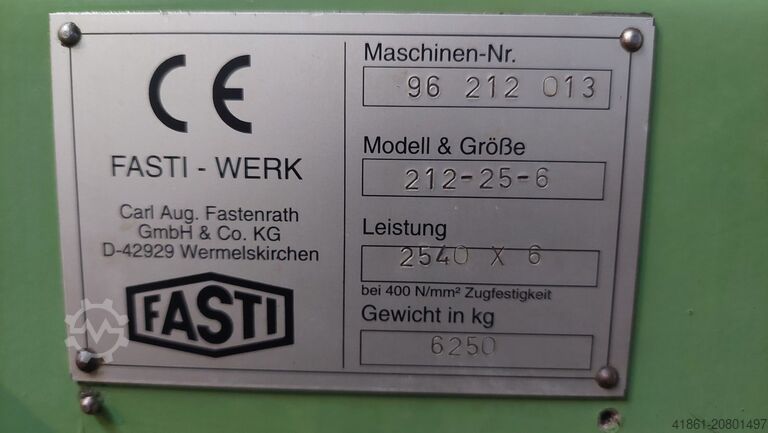 CE
FASTI - WERK
Carl Aug. Fastenrath
GmbH & Co. KG
D-42929 Wermelskirchen
FASTI
Maschinen-Nr.
96 212 013
Modell & Größe
212-25-6
Leistung
2540 X 6
bei 400 N/mm² Zugfestigkeit
Gewicht in kg
6250
41861-20801497